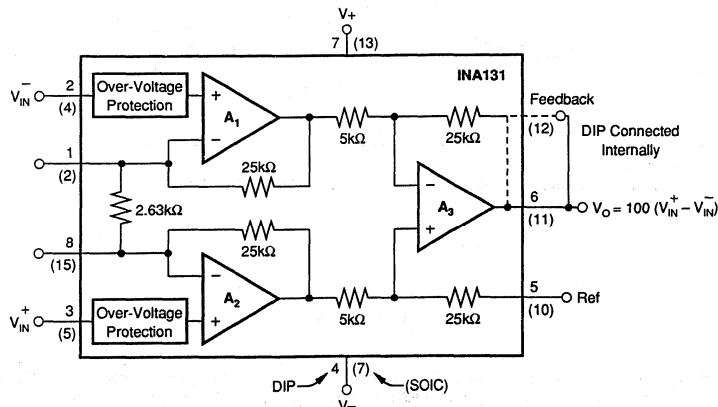 V+
7 (13)
INA131
V⁻IN
2
(4)
Over-Voltage
Protection
+
A1
−
5kΩ
25kΩ
Feedback
(12)
DIP Connected
Internally
1
(2)
25kΩ
2.63kΩ
−
A3
+
6
(11)
VO = 100 (V⁺IN − V⁻IN)
8
(15)
25kΩ
−
A2
+
5kΩ
25kΩ
5
(10)
Ref
V⁺IN
3
(5)
Over-Voltage
Protection
DIP
4 (7)
(SOIC)
V−